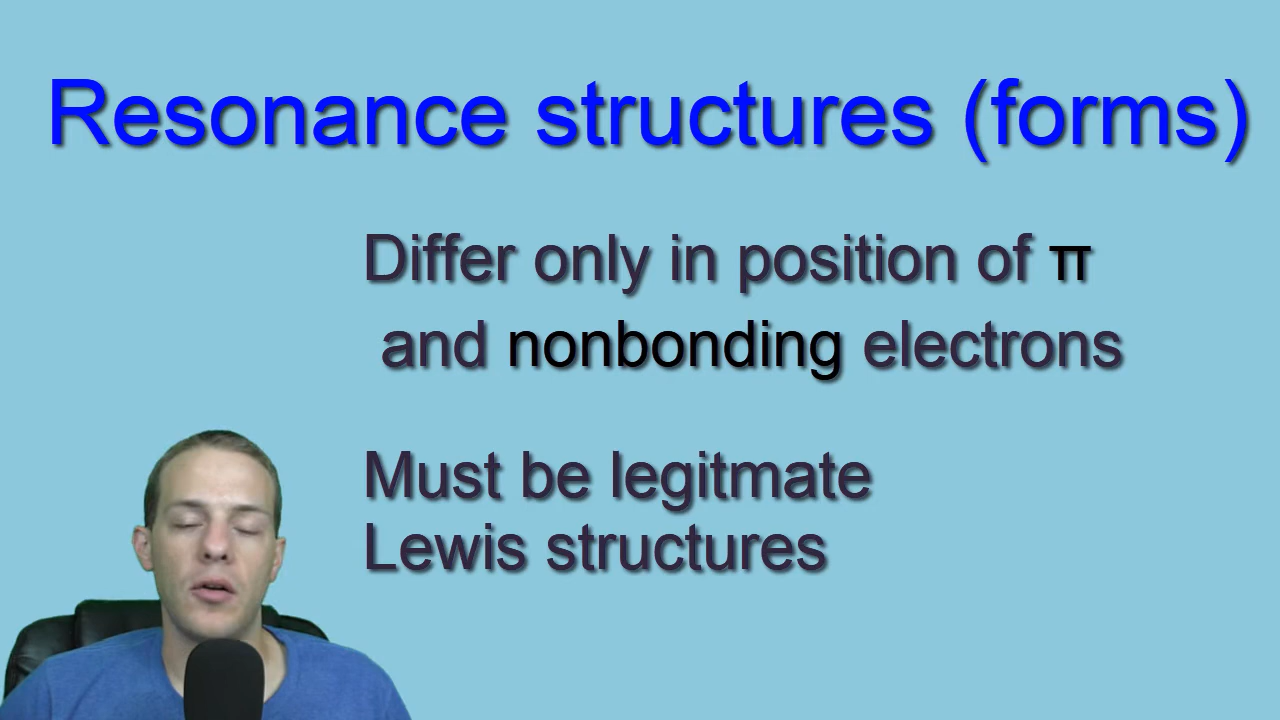 Resonance structures (forms)
Differ only in position of π
and nonbonding electrons
Must be legitmate
Lewis structures